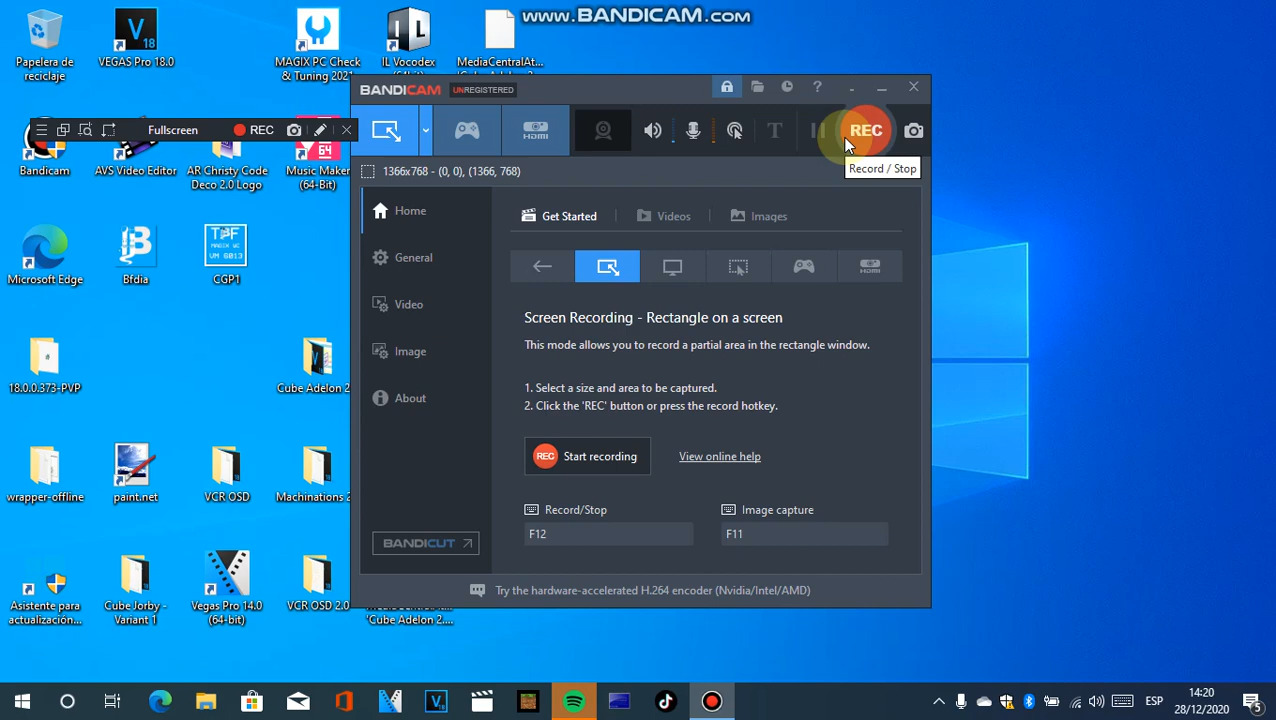 www.BANDICAM.com
Papelera de
reciclaje
VEGAS Pro 18.0
MAGIX PC Check
& Tuning 2021
IL Vocodex
(64bit)
MediaCentralAt...
BANDICAM UNREGISTERED
Fullscreen REC
REC
Record / Stop
Bandicam
AVS Video Editor
AR Christy Code
Deco 2.0 Logo
Music Maker
(64-Bit)
1366x768 - (0, 0), (1366, 768)
Home
General
Video
Image
About
BANDICUT
Get Started
Videos
Images
HDMI
Screen Recording - Rectangle on a screen
This mode allows you to record a partial area in the rectangle window.
1. Select a size and area to be captured.
2. Click the 'REC' button or press the record hotkey.
REC Start recording
View online help
Record/Stop
F12
Image capture
F11
Try the hardware-accelerated H.264 encoder (Nvidia/Intel/AMD)
Microsoft Edge
Bfdia
CGP1
18.0.0.373-PVP
Cube Adelon 2
wrapper-offline
paint.net
VCR OSD
Machinations 2
Asistente para
actualización...
Cube Jorby -
Variant 1
Vegas Pro 14.0
(64-bit)
VCR OSD 2.0
'Cube Adelon 2....
ESP
14:20
28/12/2020
5